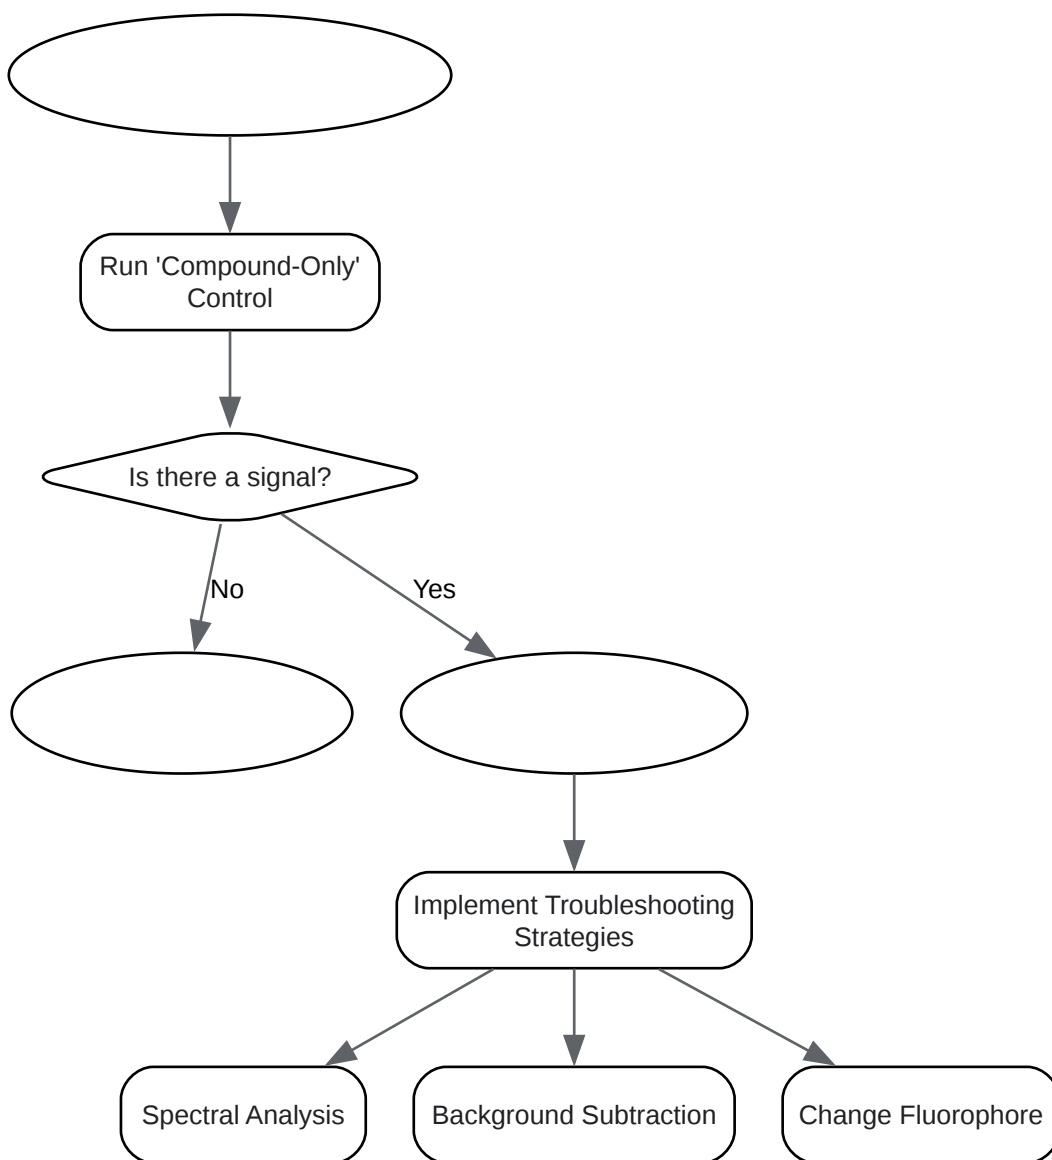 Run 'Compound-Only'
Control
Is there a signal?
No
Yes
Implement Troubleshooting
Strategies
Spectral Analysis
Background Subtraction
Change Fluorophore